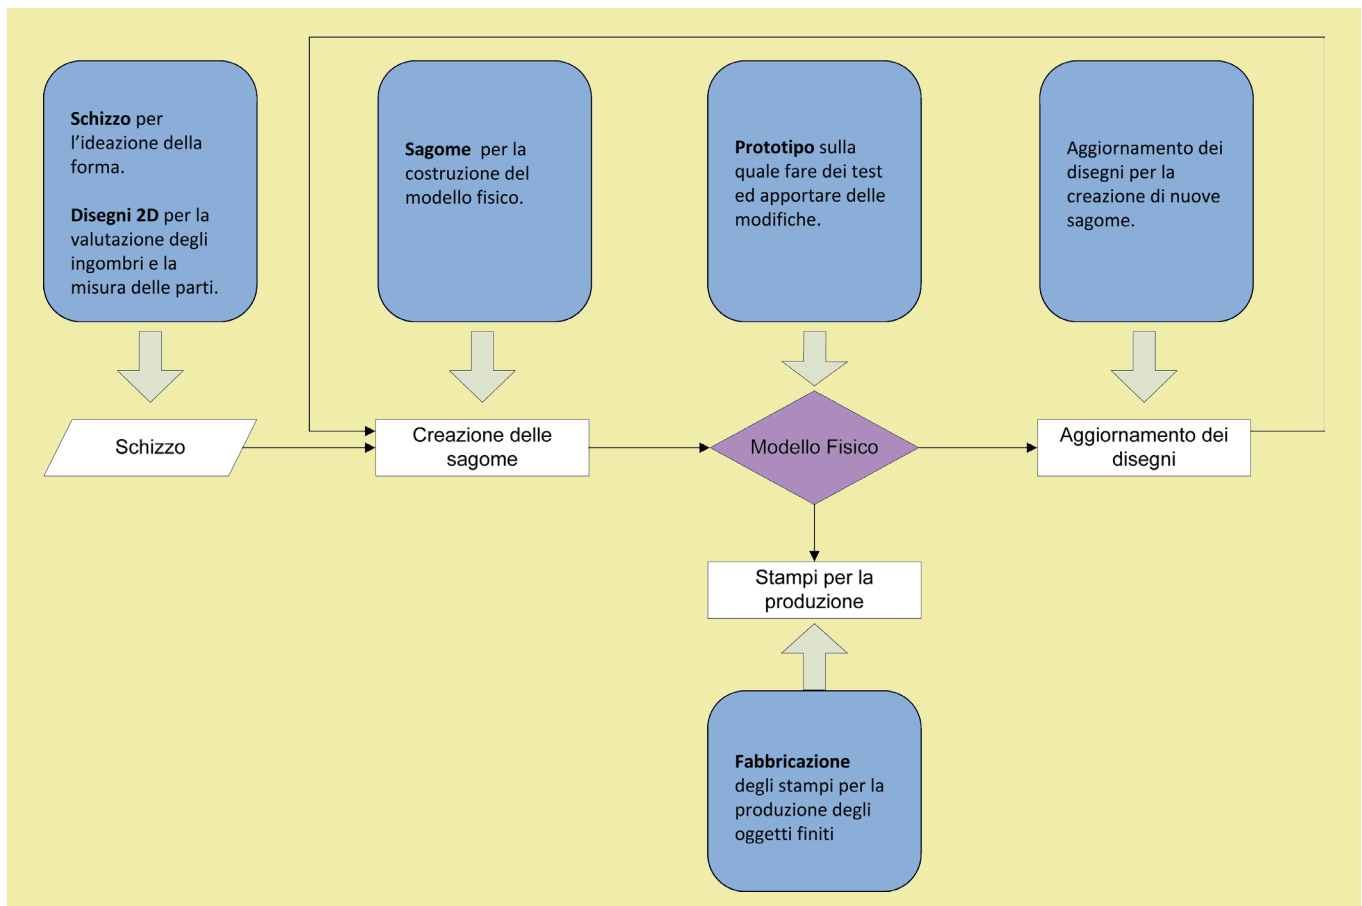 Schizzo per
l’ideazione della
forma.
Disegni 2D per la
valutazione degli
ingombri e la
misura delle parti.
Sagome per la
costruzione del
modello fisico.
Prototipo sulla
quale fare dei test
ed apportare delle
modifiche.
Aggiornamento dei
disegni per la
creazione di nuove
sagome.
Schizzo
Creazione delle
sagome
Modello Fisico
Aggiornamento dei
disegni
Stampi per la
produzione
Fabbricazione
degli stampi per la
produzione degli
oggetti finiti